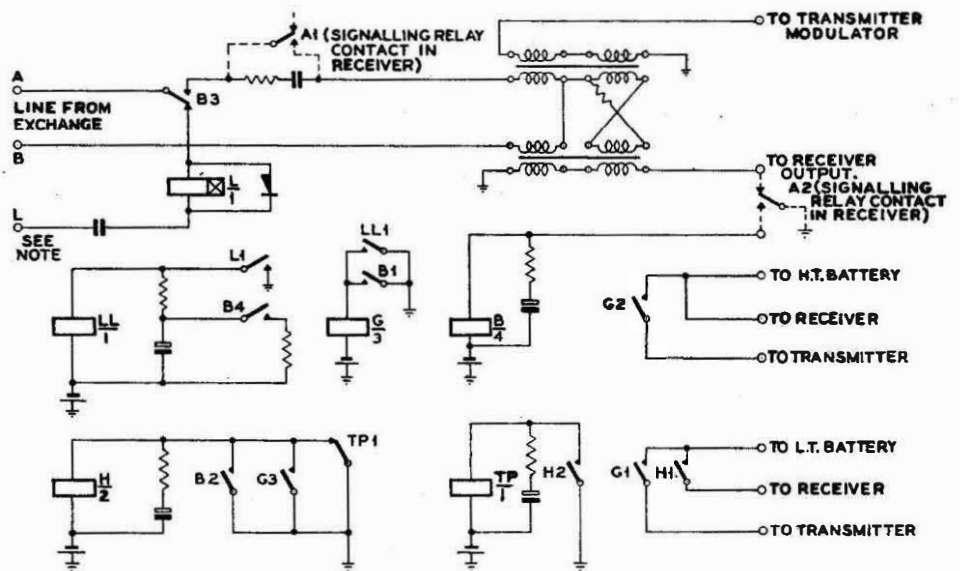 A1 (SIGNALLING RELAY
CONTACT IN
RECEIVER)
TO TRANSMITTER
MODULATOR
A
B3
LINE FROM
EXCHANGE
B
L
1
TO RECEIVER
OUTPUT.
A2 (SIGNALLING
RELAY CONTACT
IN RECEIVER)
L
SEE
NOTE
L1
LL1
B1
B4
LL
1
G
3
B
4
G2
TO H.T. BATTERY
TO RECEIVER
TO TRANSMITTER
H
2
B2
G3
TP1
TP
1
H2
G1
H1
TO L.T. BATTERY
TO RECEIVER
TO TRANSMITTER